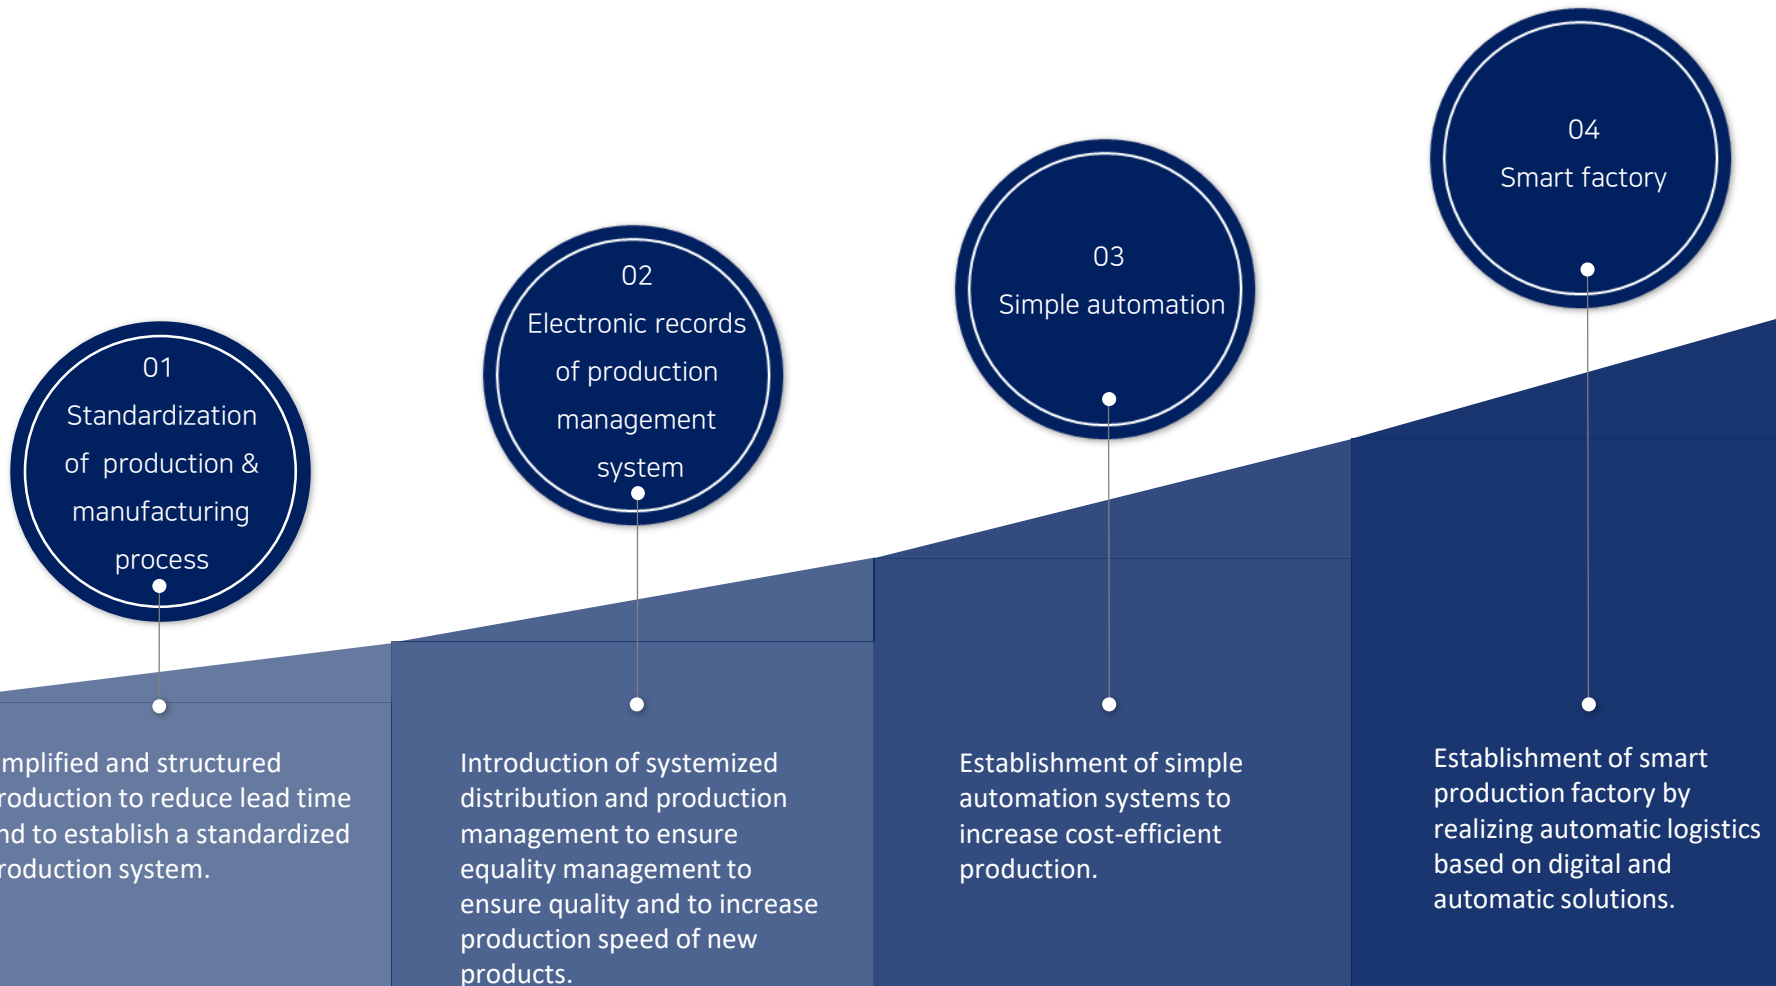 01
Standardization
of production &
manufacturing
process
02
Electronic records
of production
management
system
03
Simple automation
04
Smart factory
mplified and structured
roduction to reduce lead time
nd to establish a standardized
roduction system.
Introduction of systemized
distribution and production
management to ensure
equality management to
ensure quality and to increase
production speed of new
products.
Establishment of simple
automation systems to
increase cost-efficient
production.
Establishment of smart
production factory by
realizing automatic logistics
based on digital and
automatic solutions.